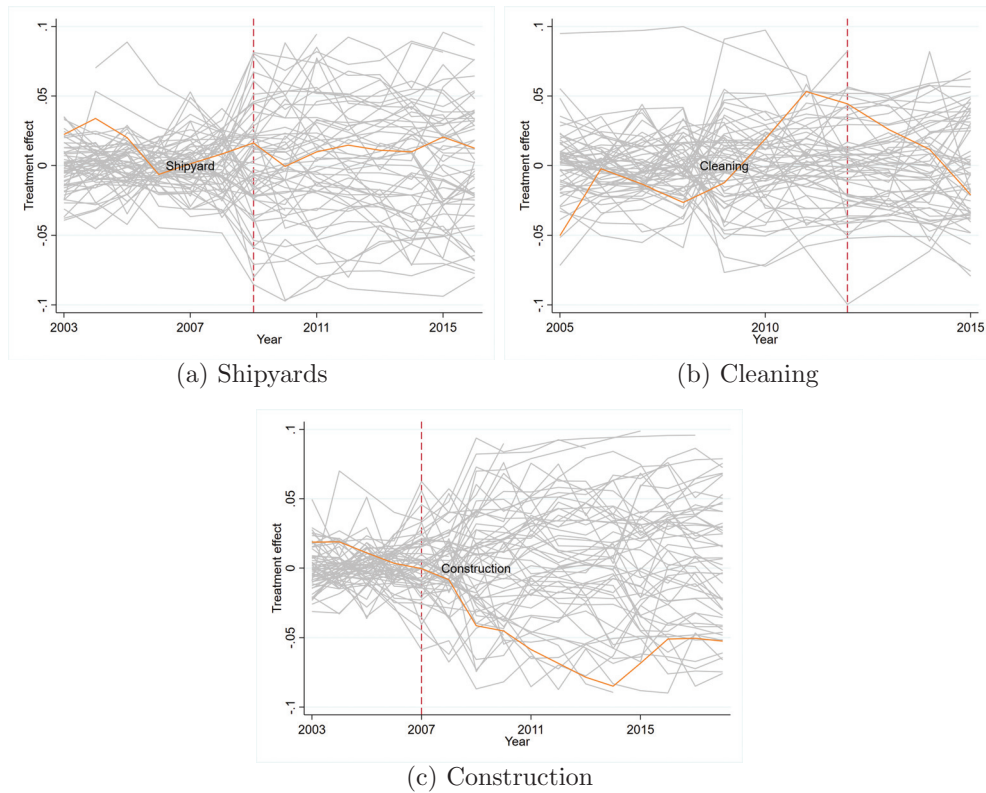 .1
.05
0
-.05
-.1
Treatment effect
Shipyard
2003
2007
2011
2015
Year
(a) Shipyards
.1
.05
0
-.05
-.1
Treatment effect
Cleaning
2005
2010
2015
Year
(b) Cleaning
.1
.05
0
-.05
-.1
Treatment effect
Construction
2003
2007
2011
2015
Year
(c) Construction